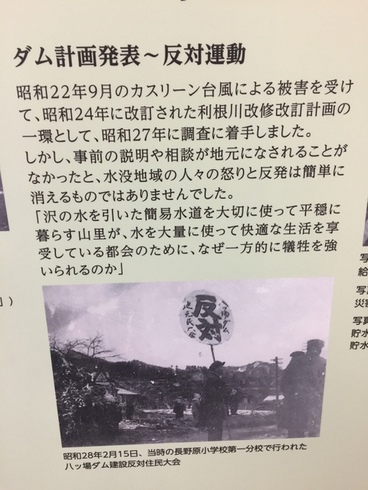 ダム計画発表～反対運動
昭和22年9月のカスリーン台風による被害を受け
て、昭和24年に改訂された利根川改修改訂計画の
一環として、昭和27年に調査に着手しました。
しかし、事前の説明や相談が地元になされることが
なかったと、水没地域の人々の怒りと反発は簡単に
消えるものではありませんでした。
「沢の水を引いた簡易水道を大切に使って平穏に
暮らす山里が、水を大量に使って快適な生活を享
受している都会のために、なぜ一方的に犠牲を強
いられるのか」
反対
昭和28年2月15日、当時の長野原小学校第一分校で行われた
八ッ場ダム建設反対住民大会
」）
写
給
写真
災害
写真
貯水
貯水